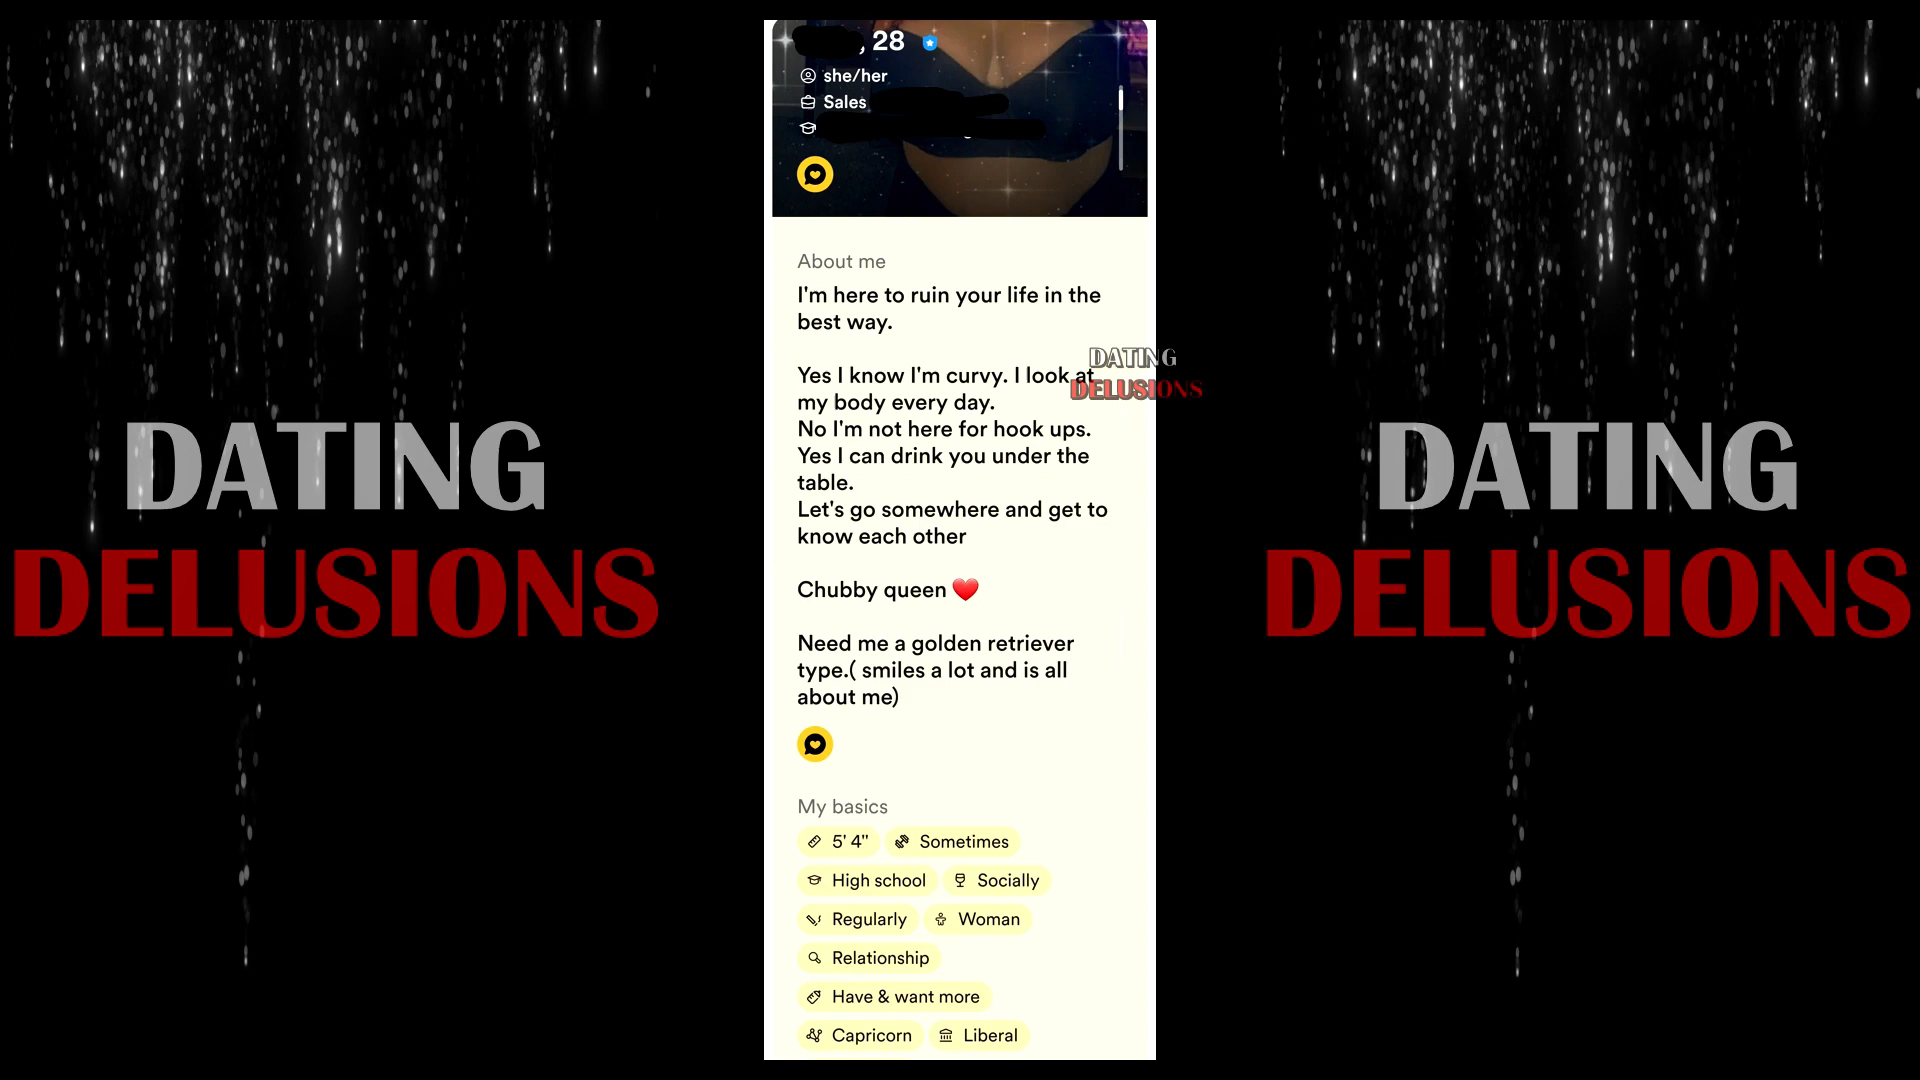 , 28
she/her
Sales
About me
I'm here to ruin your life in the
best way.
Yes I know I'm curvy. I look at
my body every day.
No I'm not here for hook ups.
Yes I can drink you under the
table.
Let's go somewhere and get to
know each other
Chubby queen ❤️
Need me a golden retriever
type.( smiles a lot and is all
about me)
My basics
5' 4"
Sometimes
High school
Socially
Regularly
Woman
Relationship
Have & want more
Capricorn
Liberal
DATING
DELUSIONS
DATING
DELUSIONS
DATING
DELUSIONS